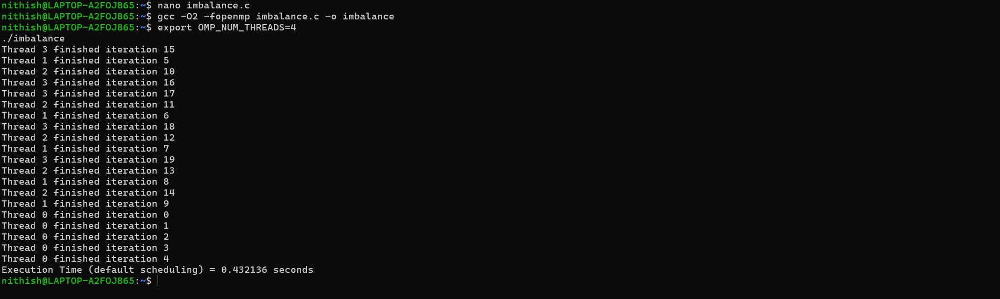 nithish@LAPTOP-A2FOJ865:~$ nano imbalance.c
nithish@LAPTOP-A2FOJ865:~$ gcc -O2 -fopenmp imbalance.c -o imbalance
nithish@LAPTOP-A2FOJ865:~$ export OMP_NUM_THREADS=4
./imbalance
Thread 3 finished iteration 15
Thread 1 finished iteration 5
Thread 2 finished iteration 10
Thread 3 finished iteration 16
Thread 3 finished iteration 17
Thread 2 finished iteration 11
Thread 1 finished iteration 6
Thread 3 finished iteration 18
Thread 2 finished iteration 12
Thread 1 finished iteration 7
Thread 3 finished iteration 19
Thread 2 finished iteration 13
Thread 1 finished iteration 8
Thread 2 finished iteration 14
Thread 1 finished iteration 9
Thread 0 finished iteration 0
Thread 0 finished iteration 1
Thread 0 finished iteration 2
Thread 0 finished iteration 3
Thread 0 finished iteration 4
Execution Time (default scheduling) = 0.432136 seconds
nithish@LAPTOP-A2FOJ865:~$